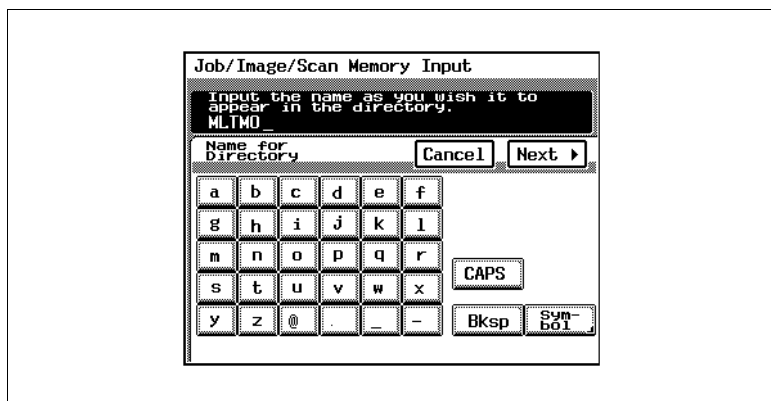 Job/Image/Scan Memory Input
Input the name as you wish it to
appear in the directory.
MLTMO_
Name for
Directory
Cancel Next ▸
a b c d e f
g h i j k l
m n o p q r
CAPS
s t u v w x
y z @ . _ -
Bksp Sym-
bol